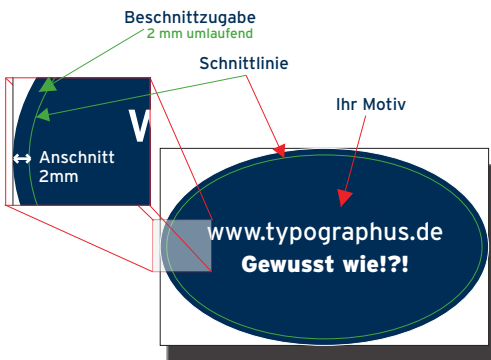 Beschnittzugabe
2 mm umlaufend
Schnittlinie
Ihr Motiv
W
Anschnitt
2mm
www.typographus.de
Gewusst wie!?!